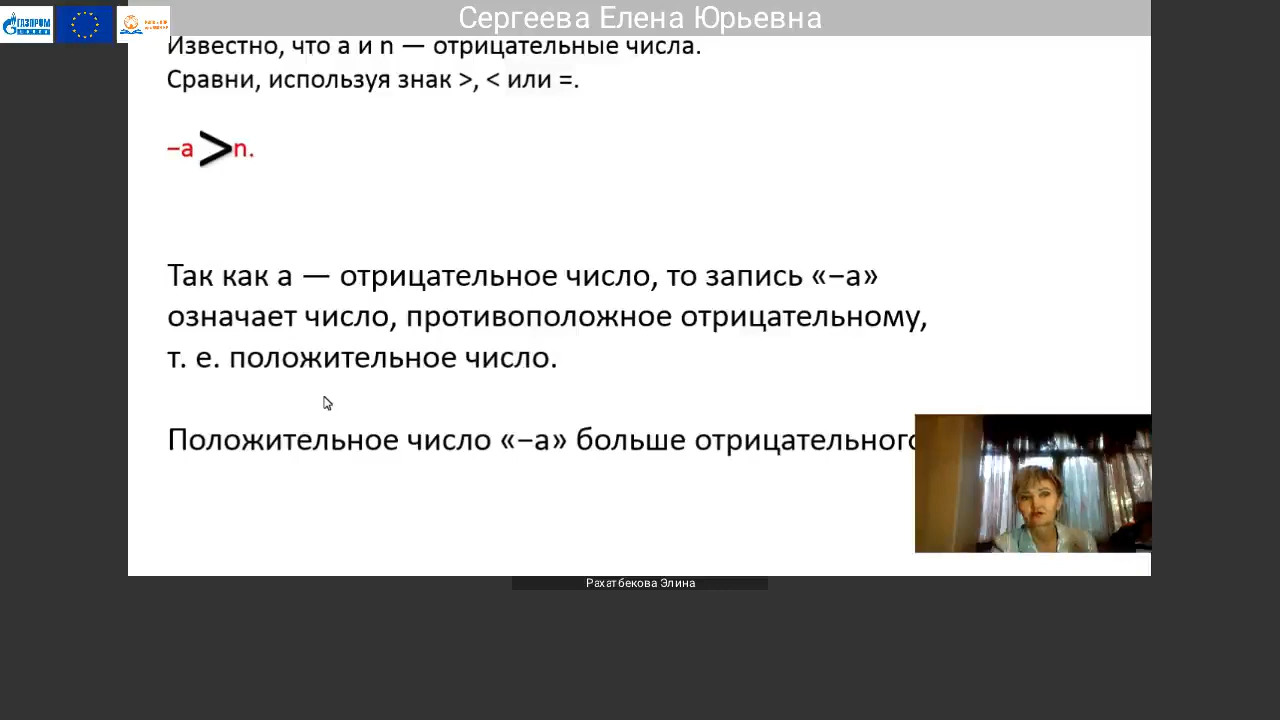 Сергеева Елена Юрьевна
ГАЗПРОМ
Известно, что a и n — отрицательные числа.
Сравни, используя знак >, < или =.
−a > n.
Так как a — отрицательное число, то запись «−a»
означает число, противоположное отрицательному,
т. е. положительное число.
Положительное число «−a» больше отрицательного
Рахатбекова Элина